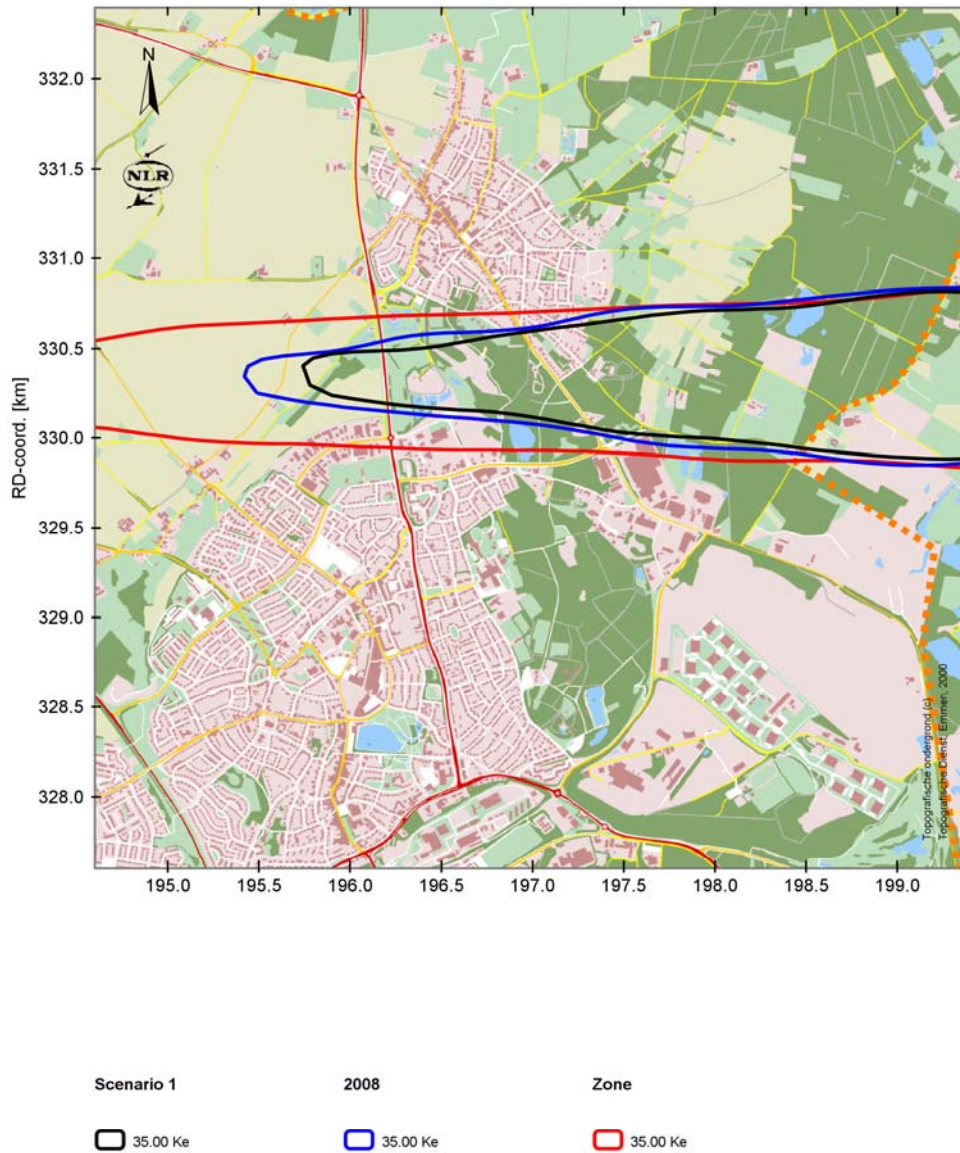 N
NLR
332.0
331.5
331.0
330.5
330.0
329.5
329.0
328.5
328.0
RD-coord. [km]
195.0 195.5 196.0 196.5 197.0 197.5 198.0 198.5 199.0
Topografische ondergrond (c)
Topografische Dienst, Emmen, 2000
Scenario 1 2008 Zone
35.00 Ke 35.00 Ke 35.00 Ke